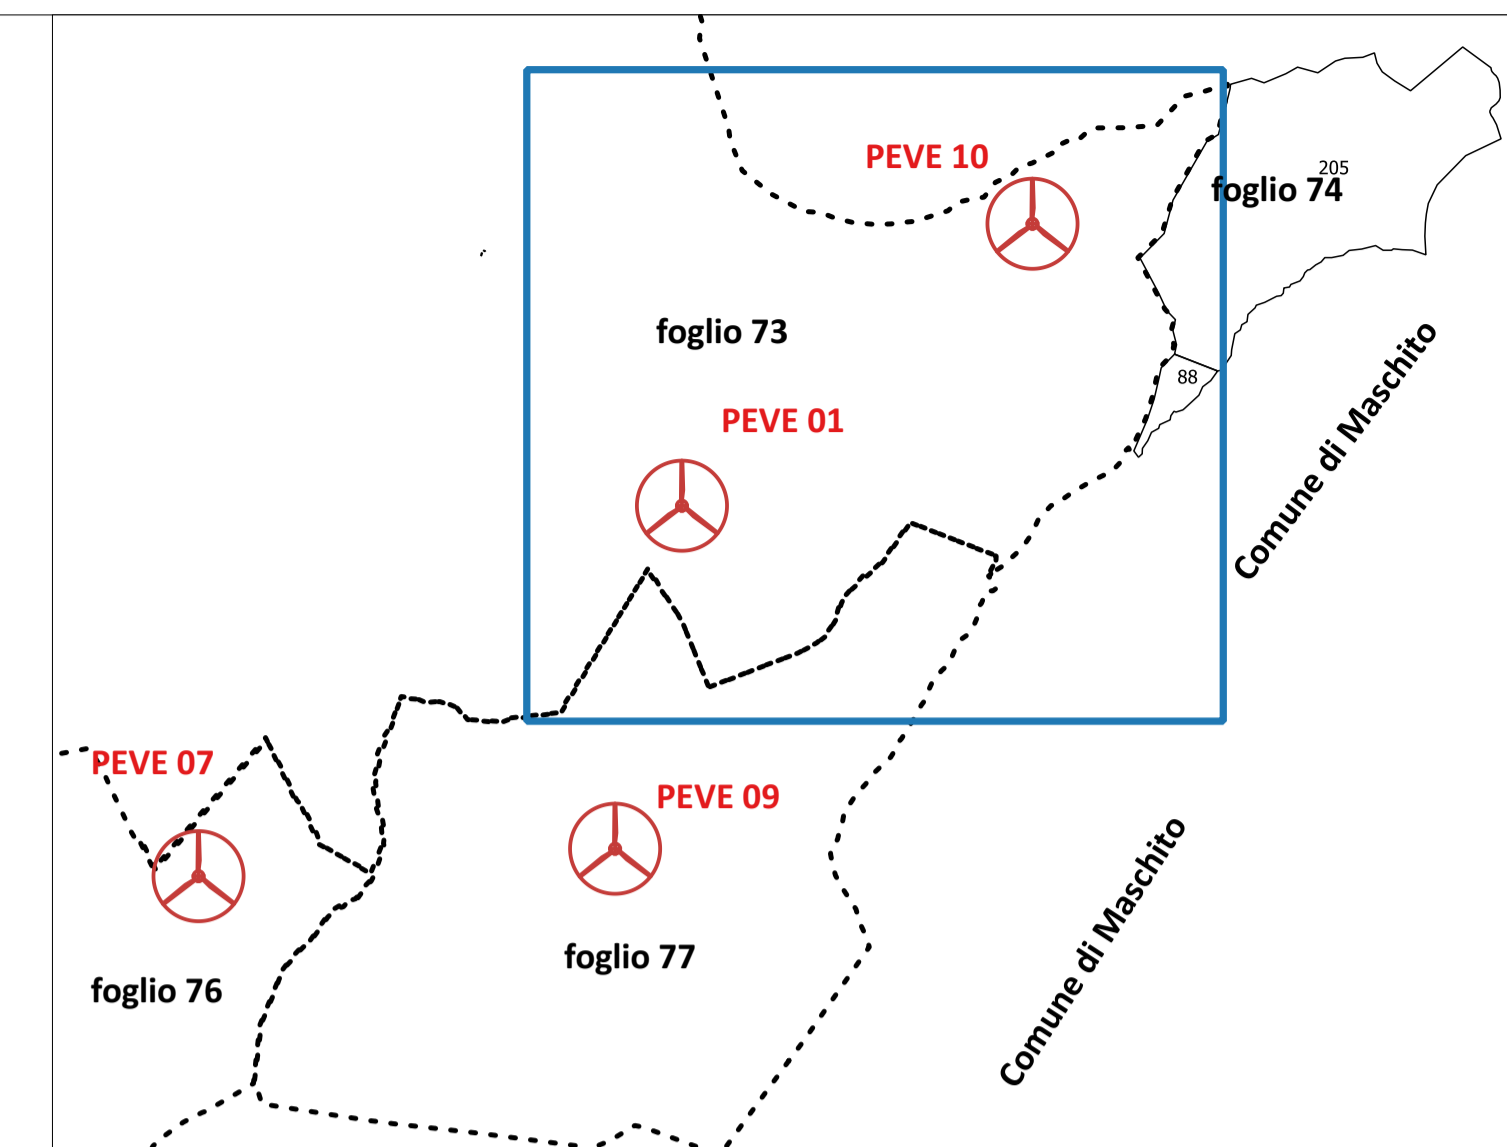 PEVE 10
205
foglio 74
foglio 73
88
PEVE 01
Comune di Maschito
PEVE 07
PEVE 09
foglio 77
foglio 76
Comune di Maschito